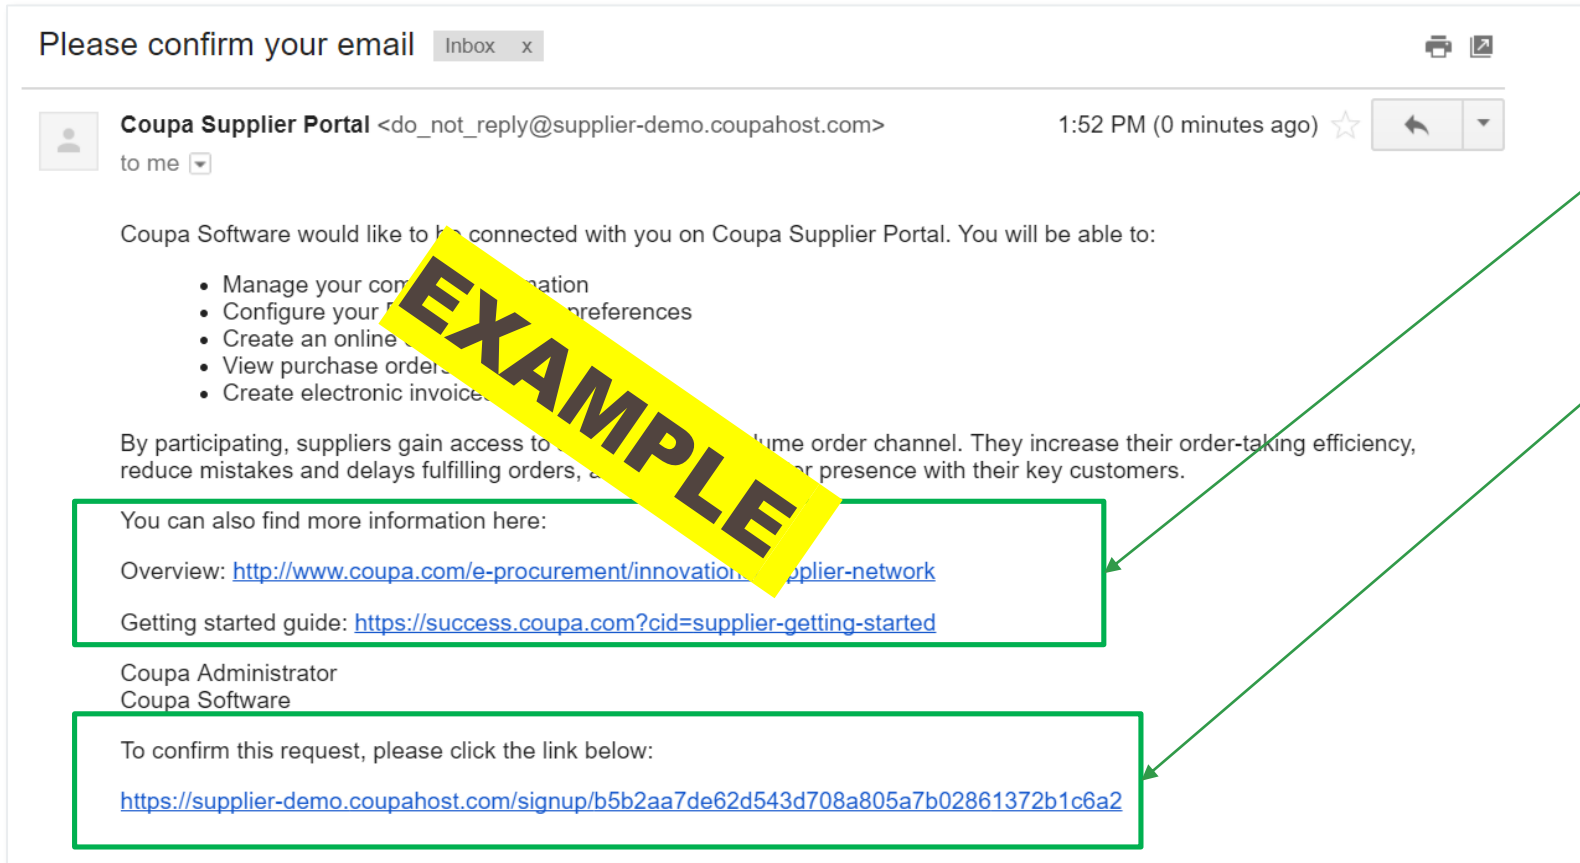 Please confirm your email Inbox x
Coupa Supplier Portal <do_not_reply@supplier-demo.coupahost.com> 1:52 PM (0 minutes ago)
to me
Coupa Software would like to be connected with you on Coupa Supplier Portal. You will be able to:
• Manage your
• Configure your preferences
• Create an online
• View purchase orders
• Create electronic invoices
EXAMPLE
By participating, suppliers gain access to order channel. They increase their order-taking efficiency,
reduce mistakes and delays fulfilling orders, presence with their key customers.
You can also find more information here:
Overview: http://www.coupa.com/e-procurement/innovation
Getting started guide: https://success.coupa.com?cid=supplier-getting-started
Coupa Administrator
Coupa Software
To confirm this request, please click the link below:
https://supplier-demo.coupahost.com/signup/b5b2aa7de62d543d708a805a7b02861372b1c6a2